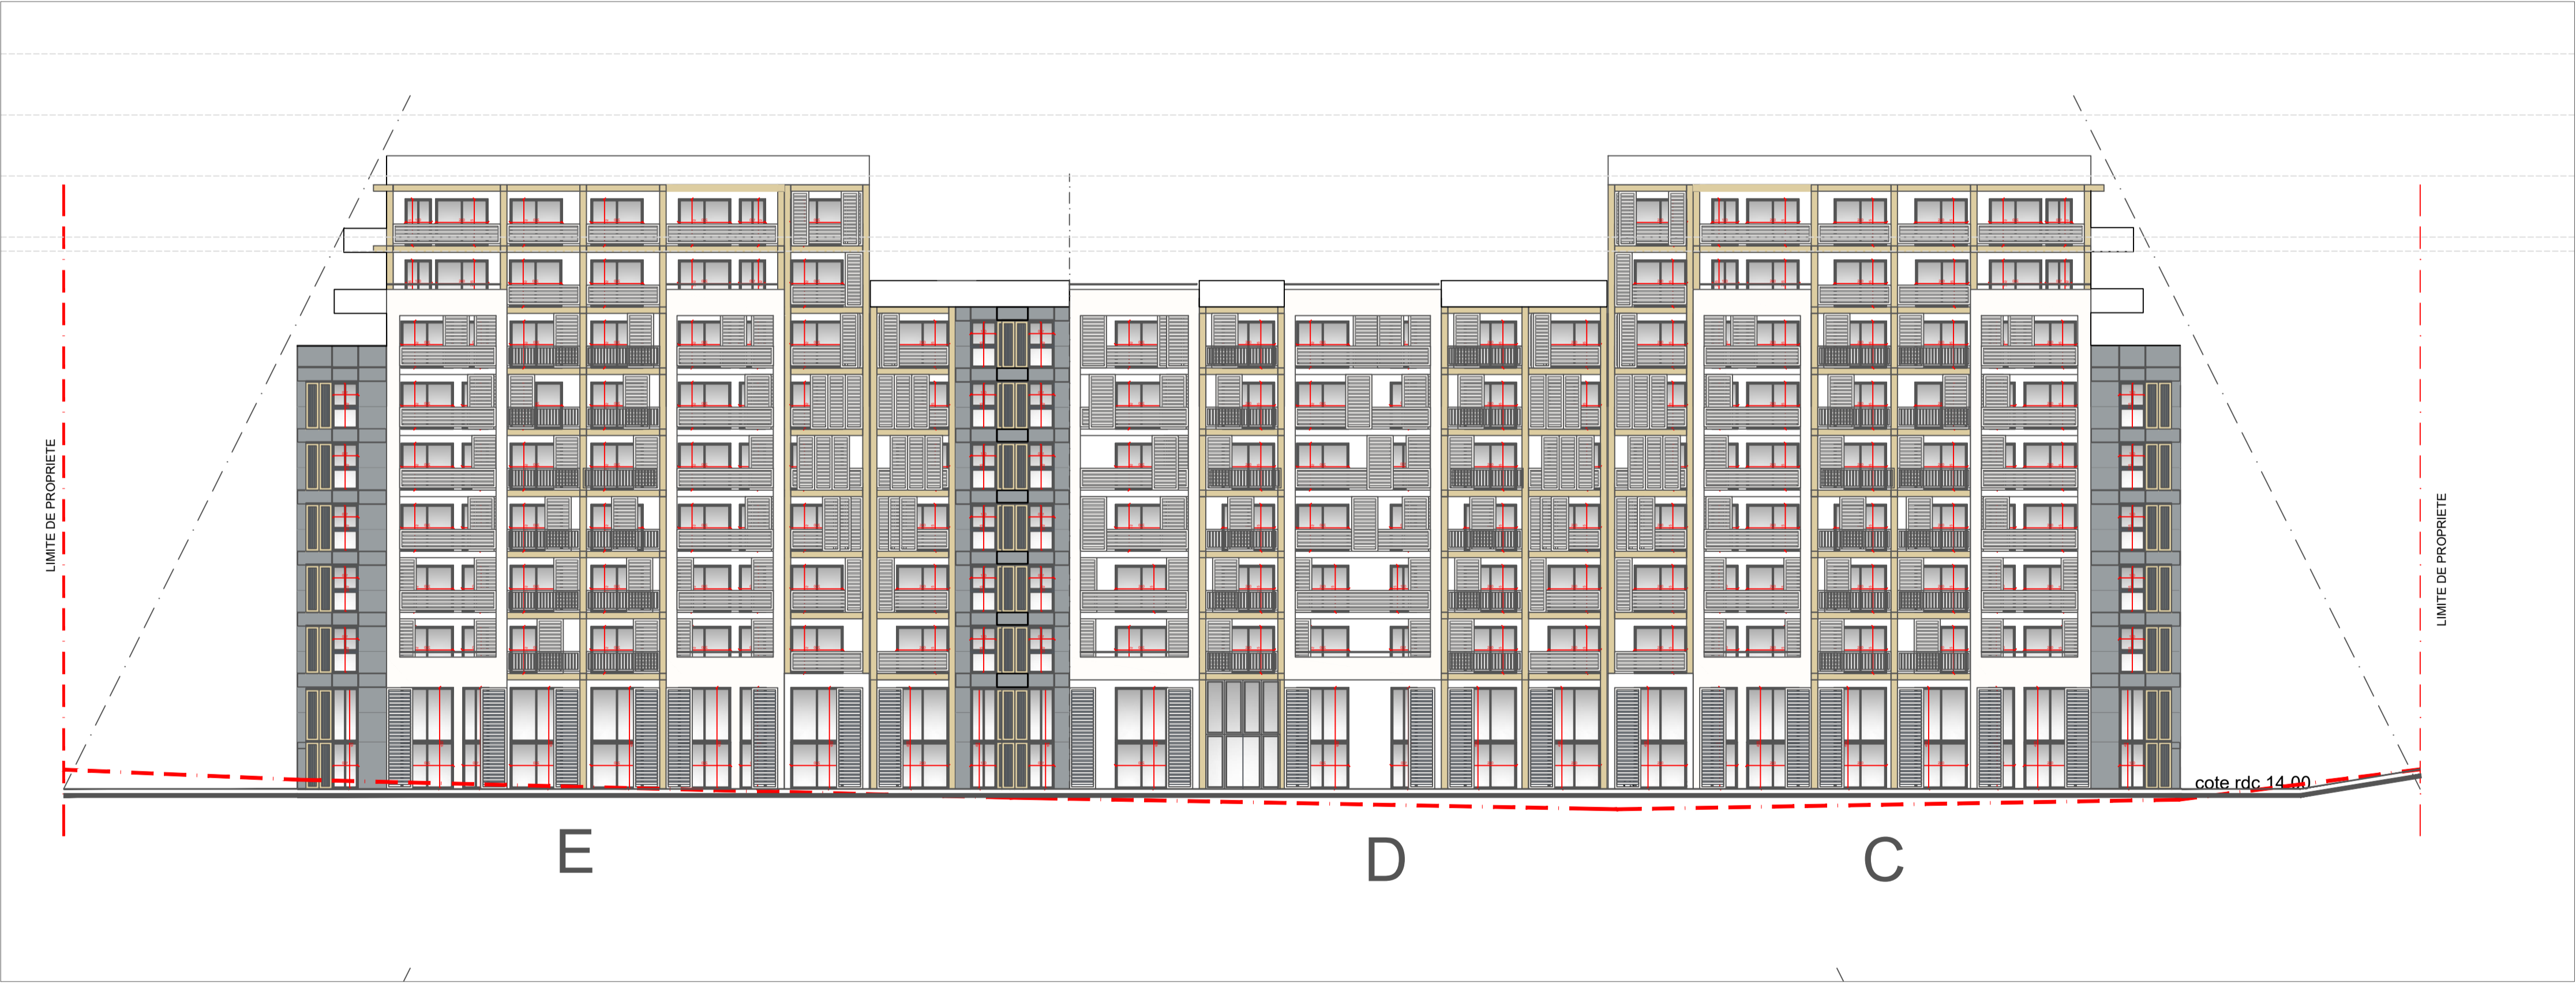 LIMITE DE PROPRIETE
LIMITE DE PROPRIETE
cote rdc 14.00
E
D
C